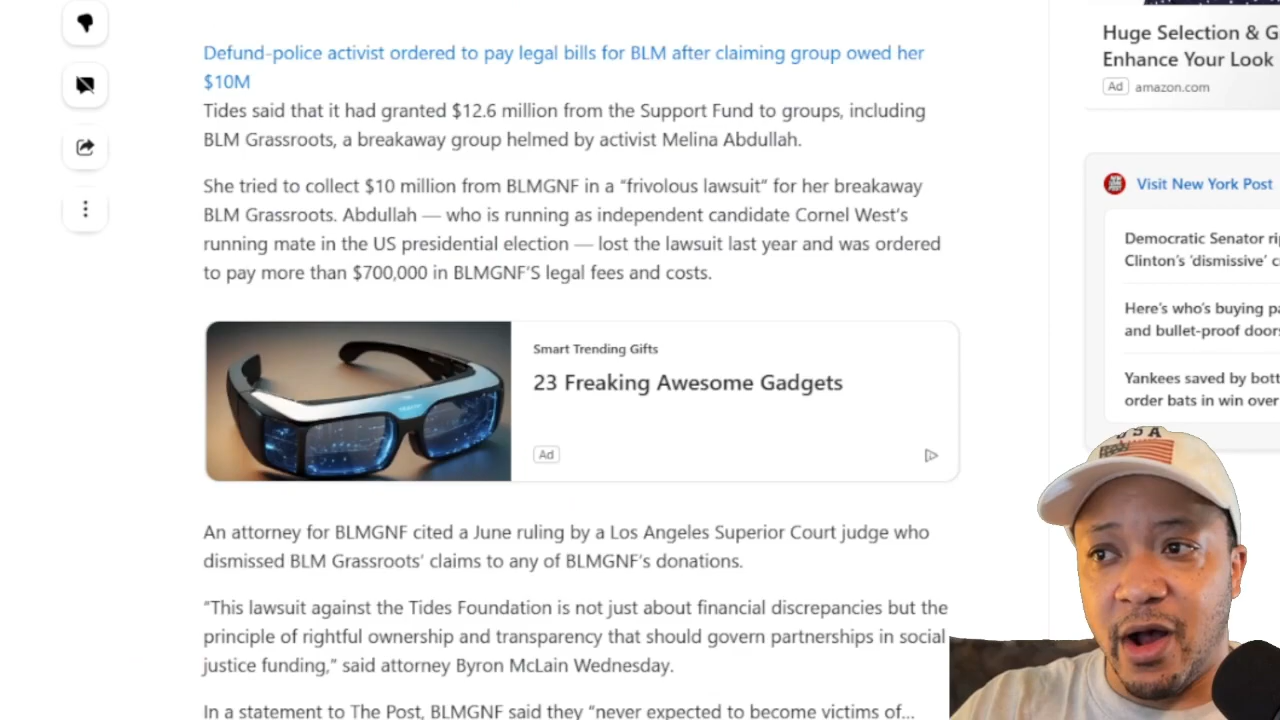 Defund-police activist ordered to pay legal bills for BLM after claiming group owed her
$10M
Tides said that it had granted $12.6 million from the Support Fund to groups, including
BLM Grassroots, a breakaway group helmed by activist Melina Abdullah.
She tried to collect $10 million from BLMGNF in a “frivolous lawsuit” for her breakaway
BLM Grassroots. Abdullah — who is running as independent candidate Cornel West’s
running mate in the US presidential election — lost the lawsuit last year and was ordered
to pay more than $700,000 in BLMGNF’S legal fees and costs.
Smart Trending Gifts
23 Freaking Awesome Gadgets
Ad
An attorney for BLMGNF cited a June ruling by a Los Angeles Superior Court judge who
dismissed BLM Grassroots’ claims to any of BLMGNF’s donations.
“This lawsuit against the Tides Foundation is not just about financial discrepancies but the
principle of rightful ownership and transparency that should govern partnerships in social
justice funding,” said attorney Byron McLain Wednesday.
In a statement to The Post, BLMGNF said they “never expected to become victims of...
Huge Selection & G
Enhance Your Look
Ad amazon.com
Visit New York Post
Democratic Senator rip
Clinton’s ‘dismissive’ c
Here’s who’s buying pa
and bullet-proof doors
Yankees saved by bott
order bats in win over
USA